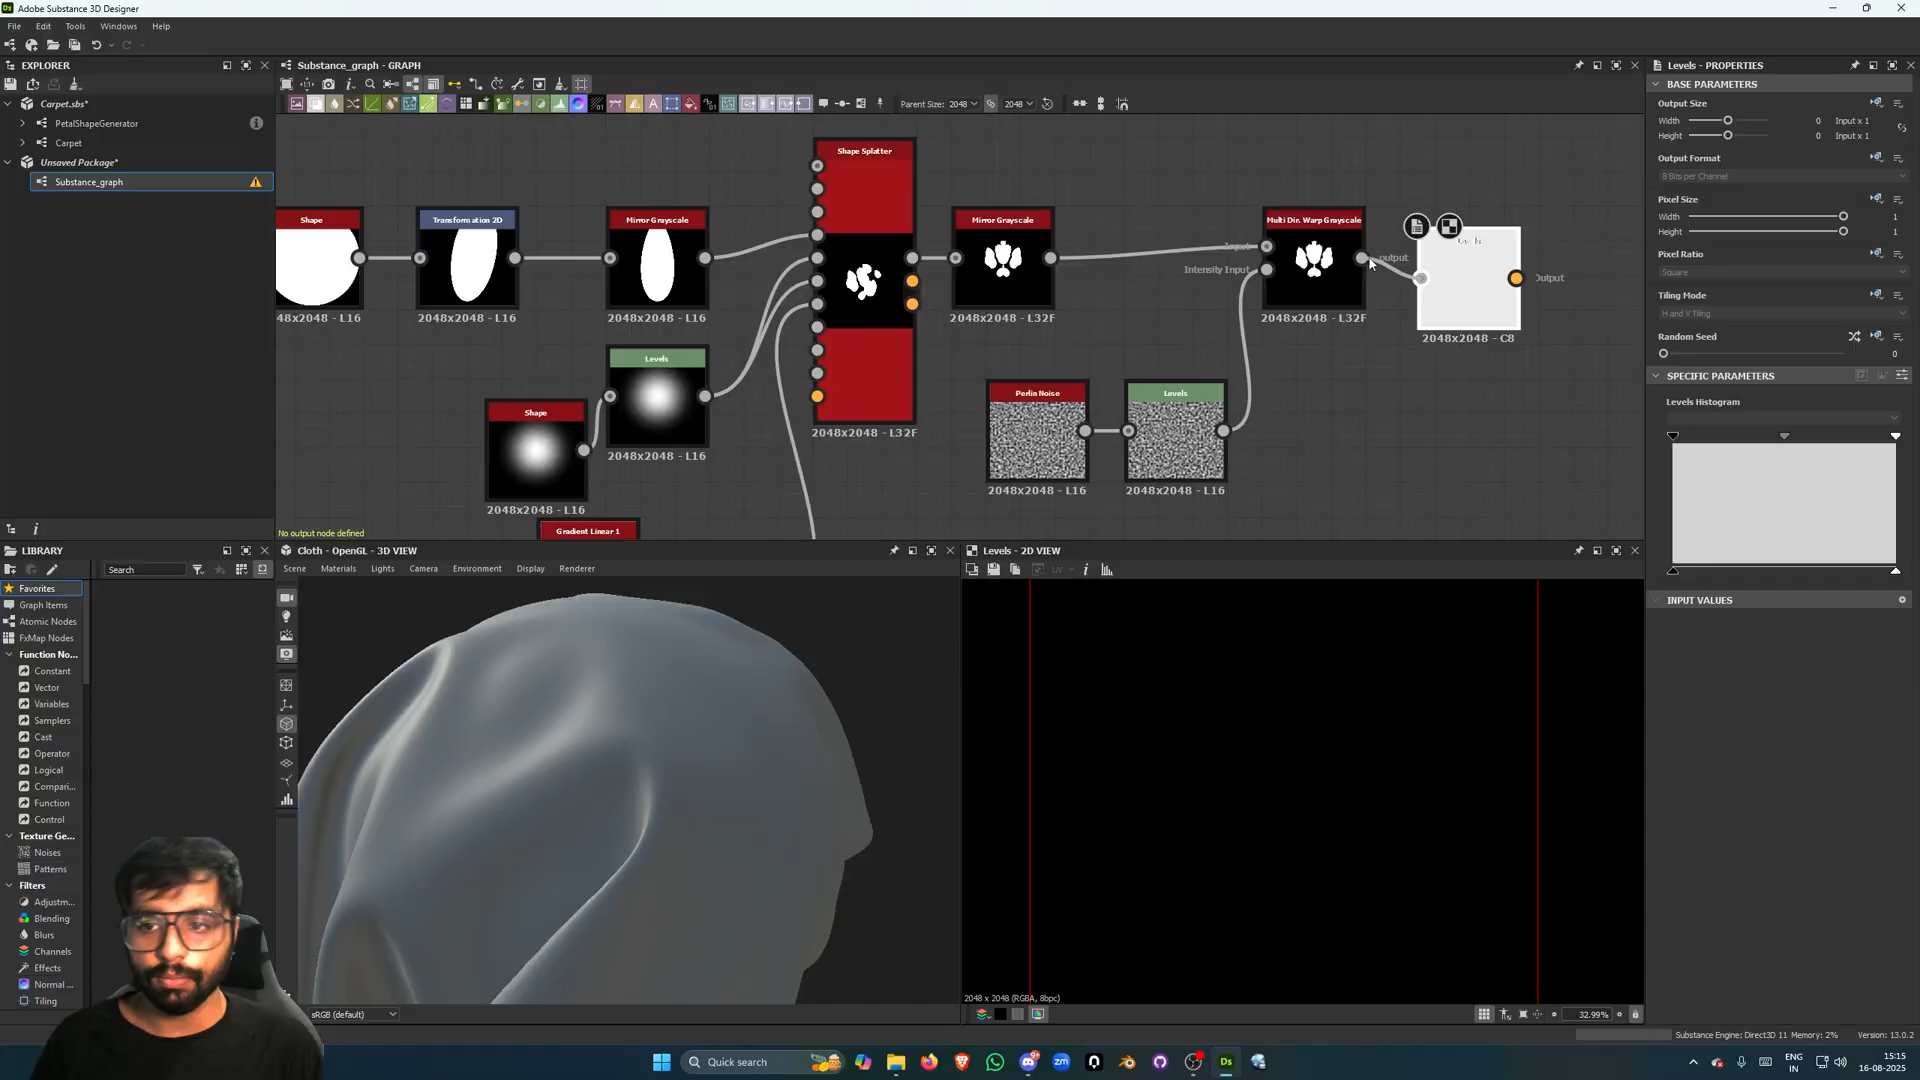 Adobe Substance 3D Designer
File Edit Tools Windows Help
EXPLORER
Carpet.sbs*
PetalShapeGenerator
Carpet
Unsaved Package*
Substance_graph
Substance_graph - GRAPH
Parent Size: 2048
2048
Shape
48x2048 - L16
Transformation 2D
2048x2048 - L16
Mirror Grayscale
2048x2048 - L16
Levels
2048x2048 - L16
Shape
2048x2048 - L16
Gradient Linear 1
Shape Splatter
2048x2048 - L32F
Mirror Grayscale
2048x2048 - L32F
Perlin Noise
2048x2048 - L16
Levels
2048x2048 - L16
Input
Intensity Input
Multi Dir. Warp Grayscale
2048x2048 - L32F
output
Levels
Output
2048x2048 - C8
No output node defined
LIBRARY
Search
Favorites
Graph Items
Atomic Nodes
FxMap Nodes
Function No...
Constant
Vector
Variables
Samplers
Cast
Operator
Logical
Compari...
Function
Control
Texture Ge...
Noises
Patterns
Filters
Adjustm...
Blending
Blurs
Channels
Effects
Normal ...
Tiling
Cloth - OpenGL - 3D VIEW
Scene Materials Lights Camera Environment Display Renderer
sRGB (default)
Levels - 2D VIEW
UV
2048 x 2048 (RGBA, 8bpc)
32.99%
Levels - PROPERTIES
BASE PARAMETERS
Output Size
Width 0 Input x 1
Height 0 Input x 1
Output Format
8 Bits per Channel
Pixel Size
Width 1
Height 1
Pixel Ratio
Square
Tiling Mode
H and V Tiling
Random Seed
0
SPECIFIC PARAMETERS
Levels Histogram
INPUT VALUES
Substance Engine: Direct3D 11 Memory: 2% Version: 13.0.2
Quick search
zm
Ds
ENG
IN
15:15
16-08-2025